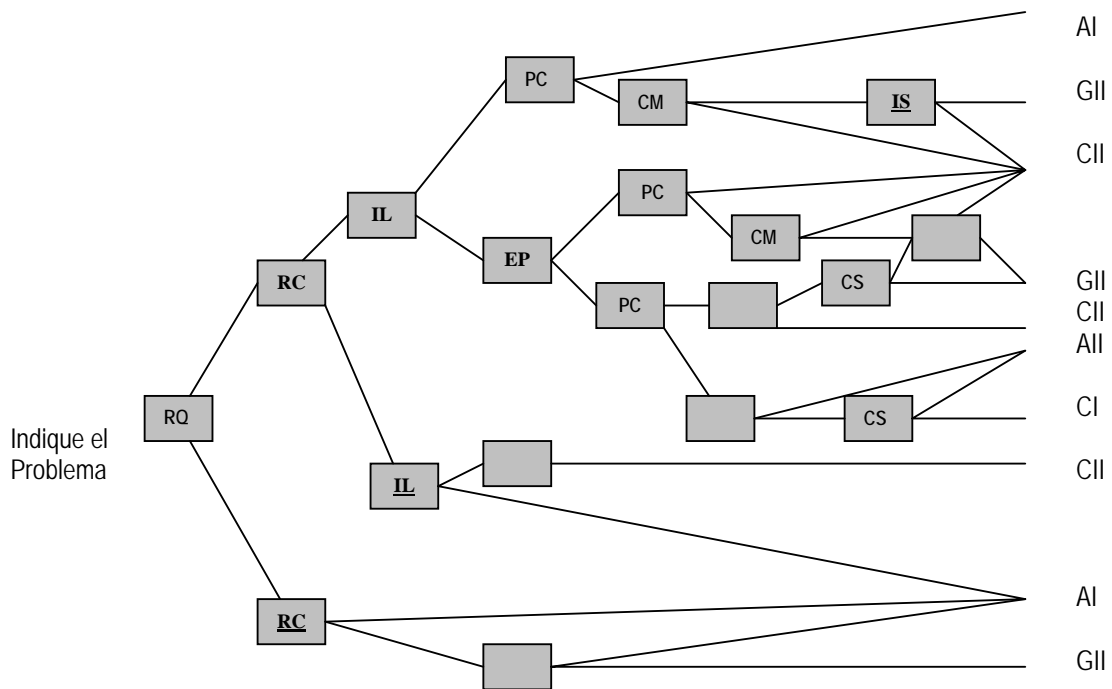 AI
PC
GII
CM
IS
CII
PC
IL
CM
EP
RC
CS
GII
PC
CII
AII
RQ
CS
CI
Indique el
Problema
CII
IL
AI
RC
GII